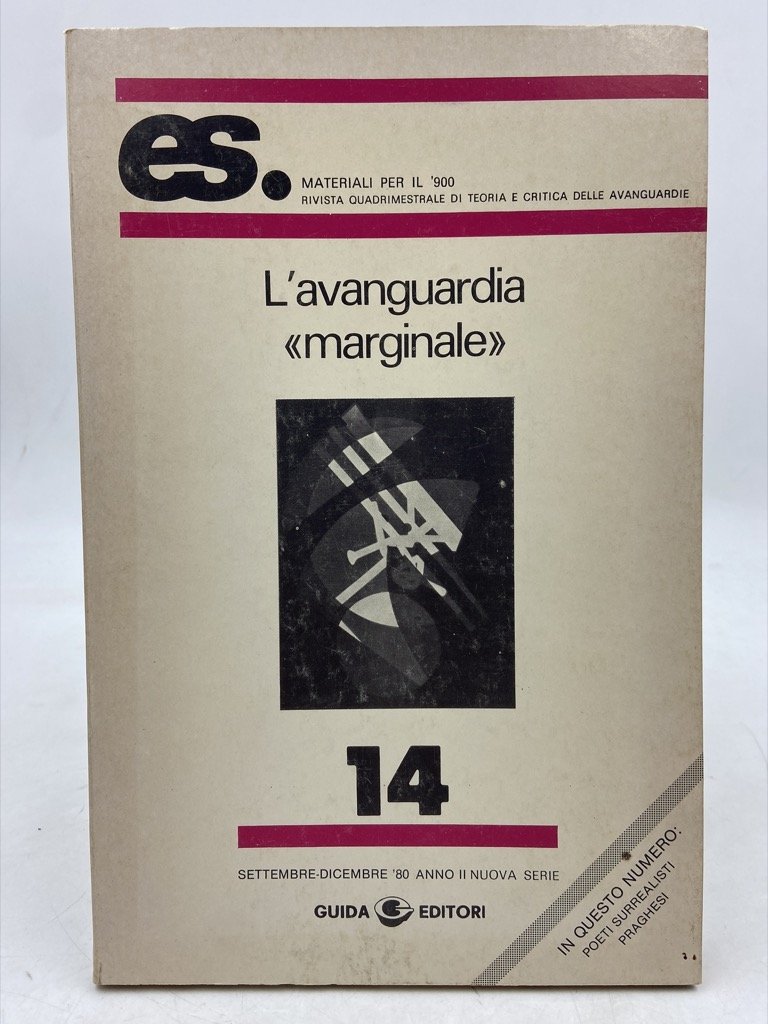 es.
MATERIALI PER IL '900
RIVISTA QUADRIMESTRALE DI TEORIA E CRITICA DELLE AVANGUARDIE
L'avanguardia
«marginale»
14
SETTEMBRE-DICEMBRE '80 ANNO II NUOVA SERIE
GUIDA EDITORI
IN QUESTO NUMERO:
POETI SURREALISTI
PRAGHESI